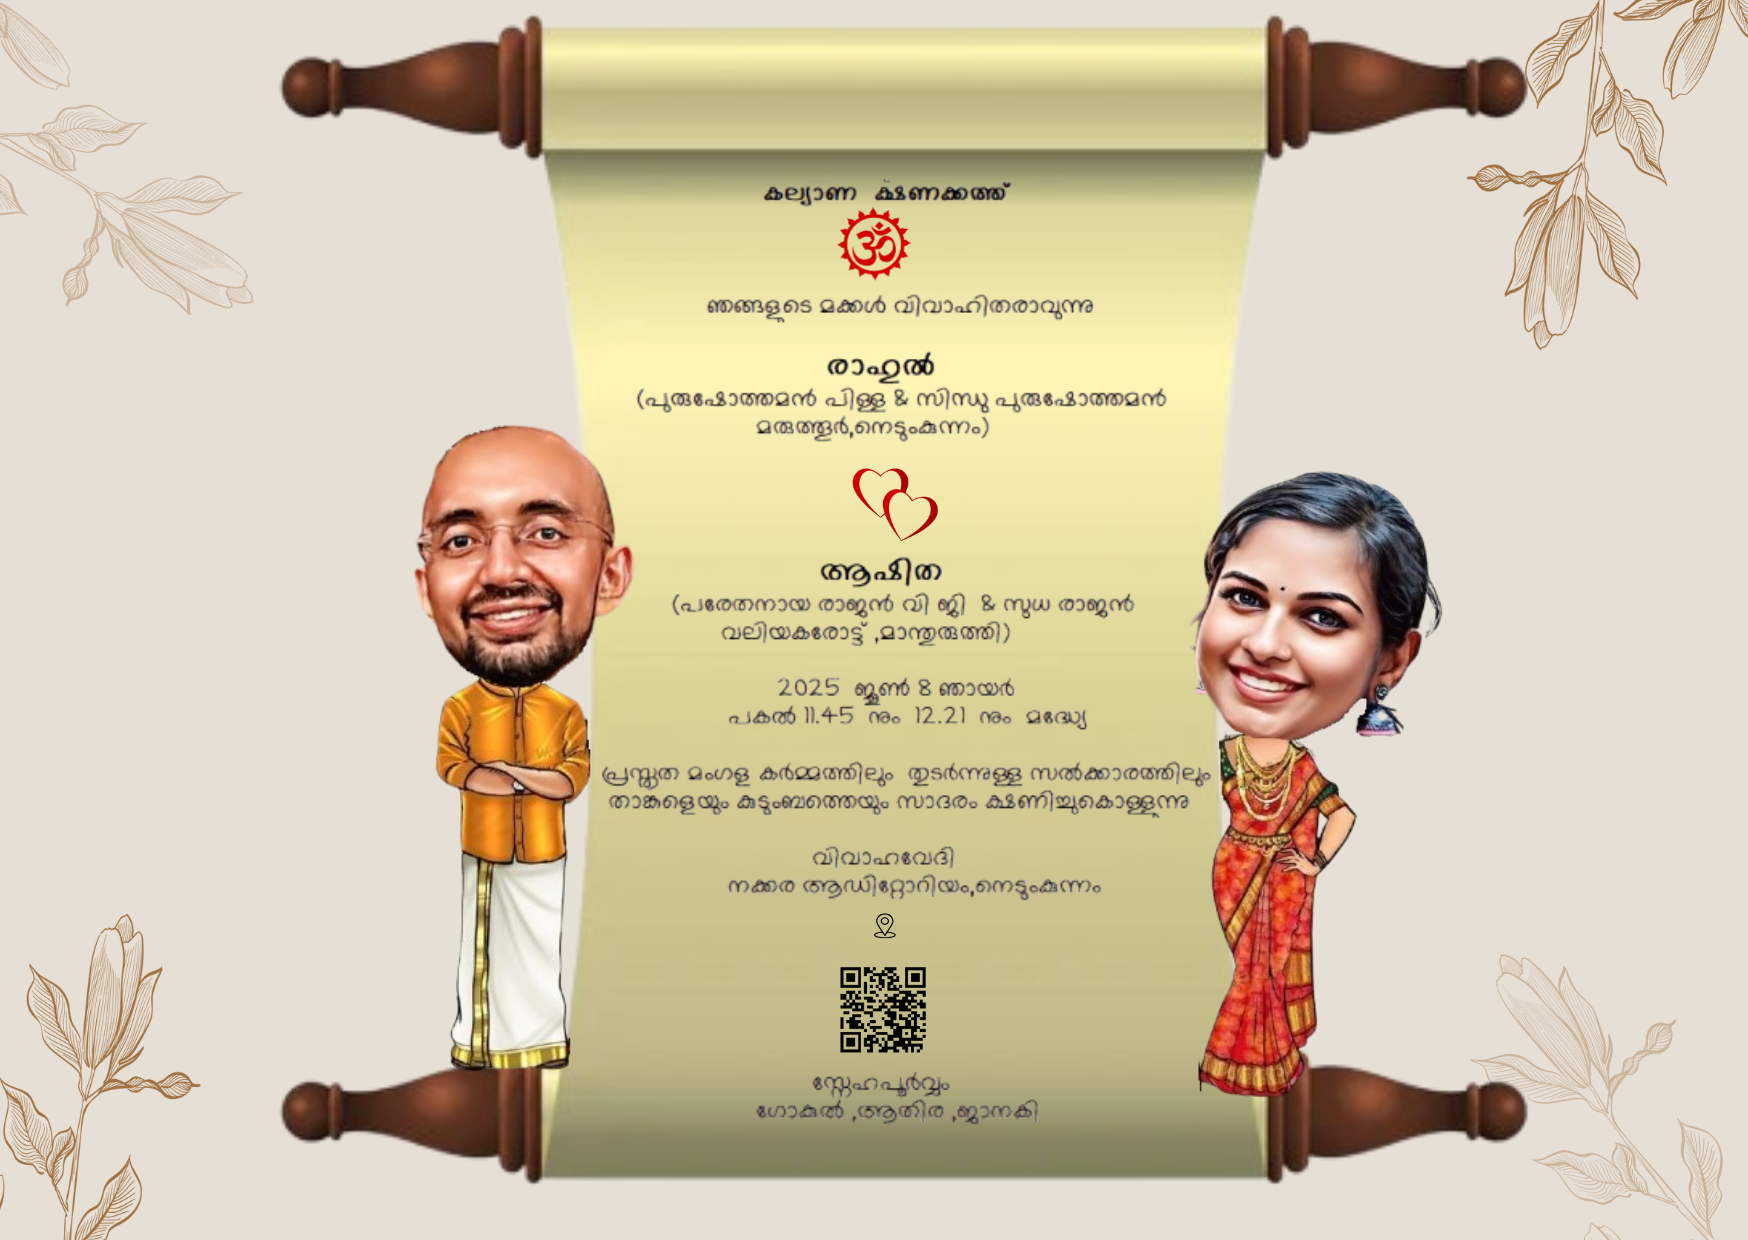 കല്യാണ ക്ഷണക്കത്ത്
ॐ
ഞങ്ങളുടെ മക്കൾ വിവാഹിതരാവുന്നു
രാഹുൽ
(പുരുഷോത്തമൻ പിള്ള & സിന്ധു പുരുഷോത്തമൻ
മരുത്തൂർ,നെടുംകുന്നം)
ആഷിത
(പരേതനായ രാജൻ വി ജി & സുധ രാജൻ
വലിയകരോട്ട് ,മാന്തുരുത്തി)
2025 ജൂൺ 8 ഞായർ
പകൽ 11.45 നും 12.21 നും മദ്ധ്യേ
പ്രസ്തുത മംഗള കർമ്മത്തിലും തുടർന്നുള്ള സൽക്കാരത്തിലും
താങ്കളെയും കുടുംബത്തെയും സാദരം ക്ഷണിച്ചുകൊള്ളുന്നു
വിവാഹവേദി
നക്കര ആഡിറ്റോറിയം,നെടുംകുന്നം
സ്നേഹപൂർവ്വം
ഗോകുൽ ,ആതിര ,ജാനകി